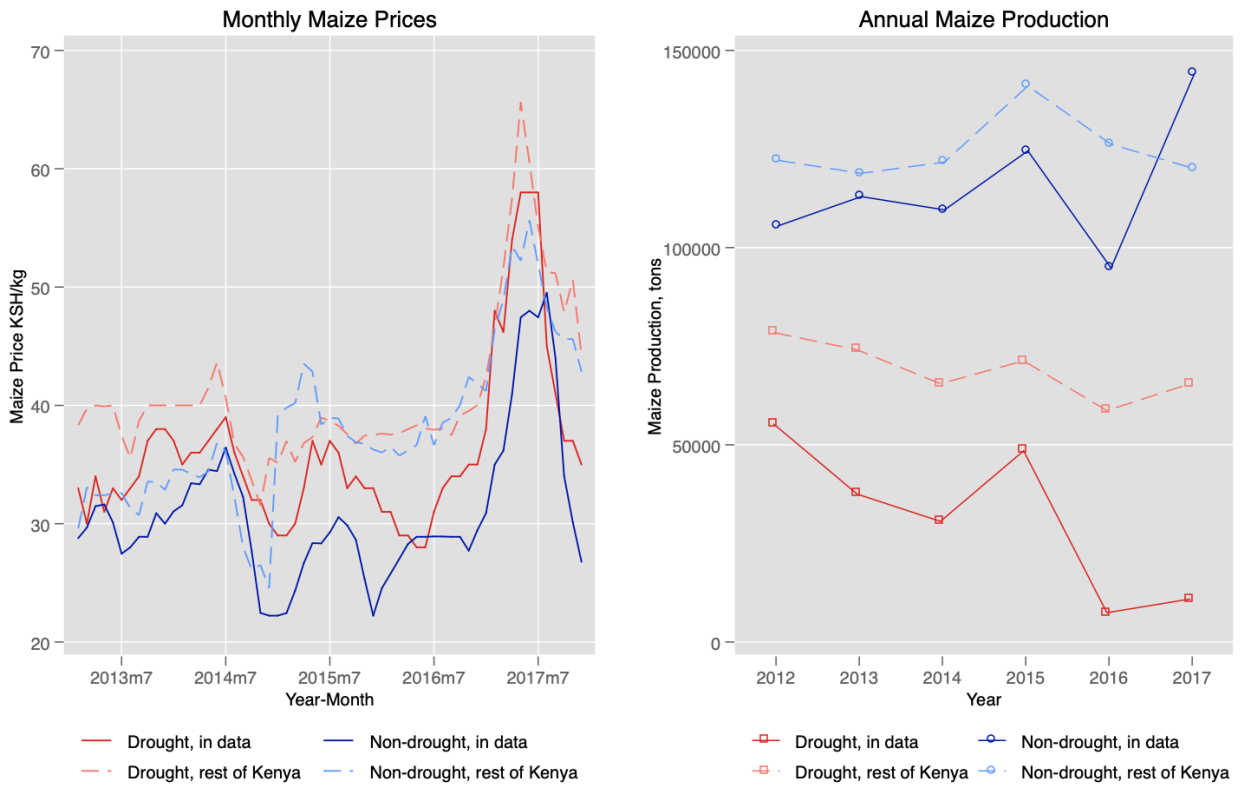 Monthly Maize Prices
Maize Price KSH/kg
70
60
50
40
30
20
2013m7 2014m7 2015m7 2016m7 2017m7
Year-Month
Drought, in data Non-drought, in data
Drought, rest of Kenya Non-drought, rest of Kenya
Annual Maize Production
Maize Production, tons
150000
100000
50000
0
2012 2013 2014 2015 2016 2017
Year
Drought, in data Non-drought, in data
Drought, rest of Kenya Non-drought, rest of Kenya